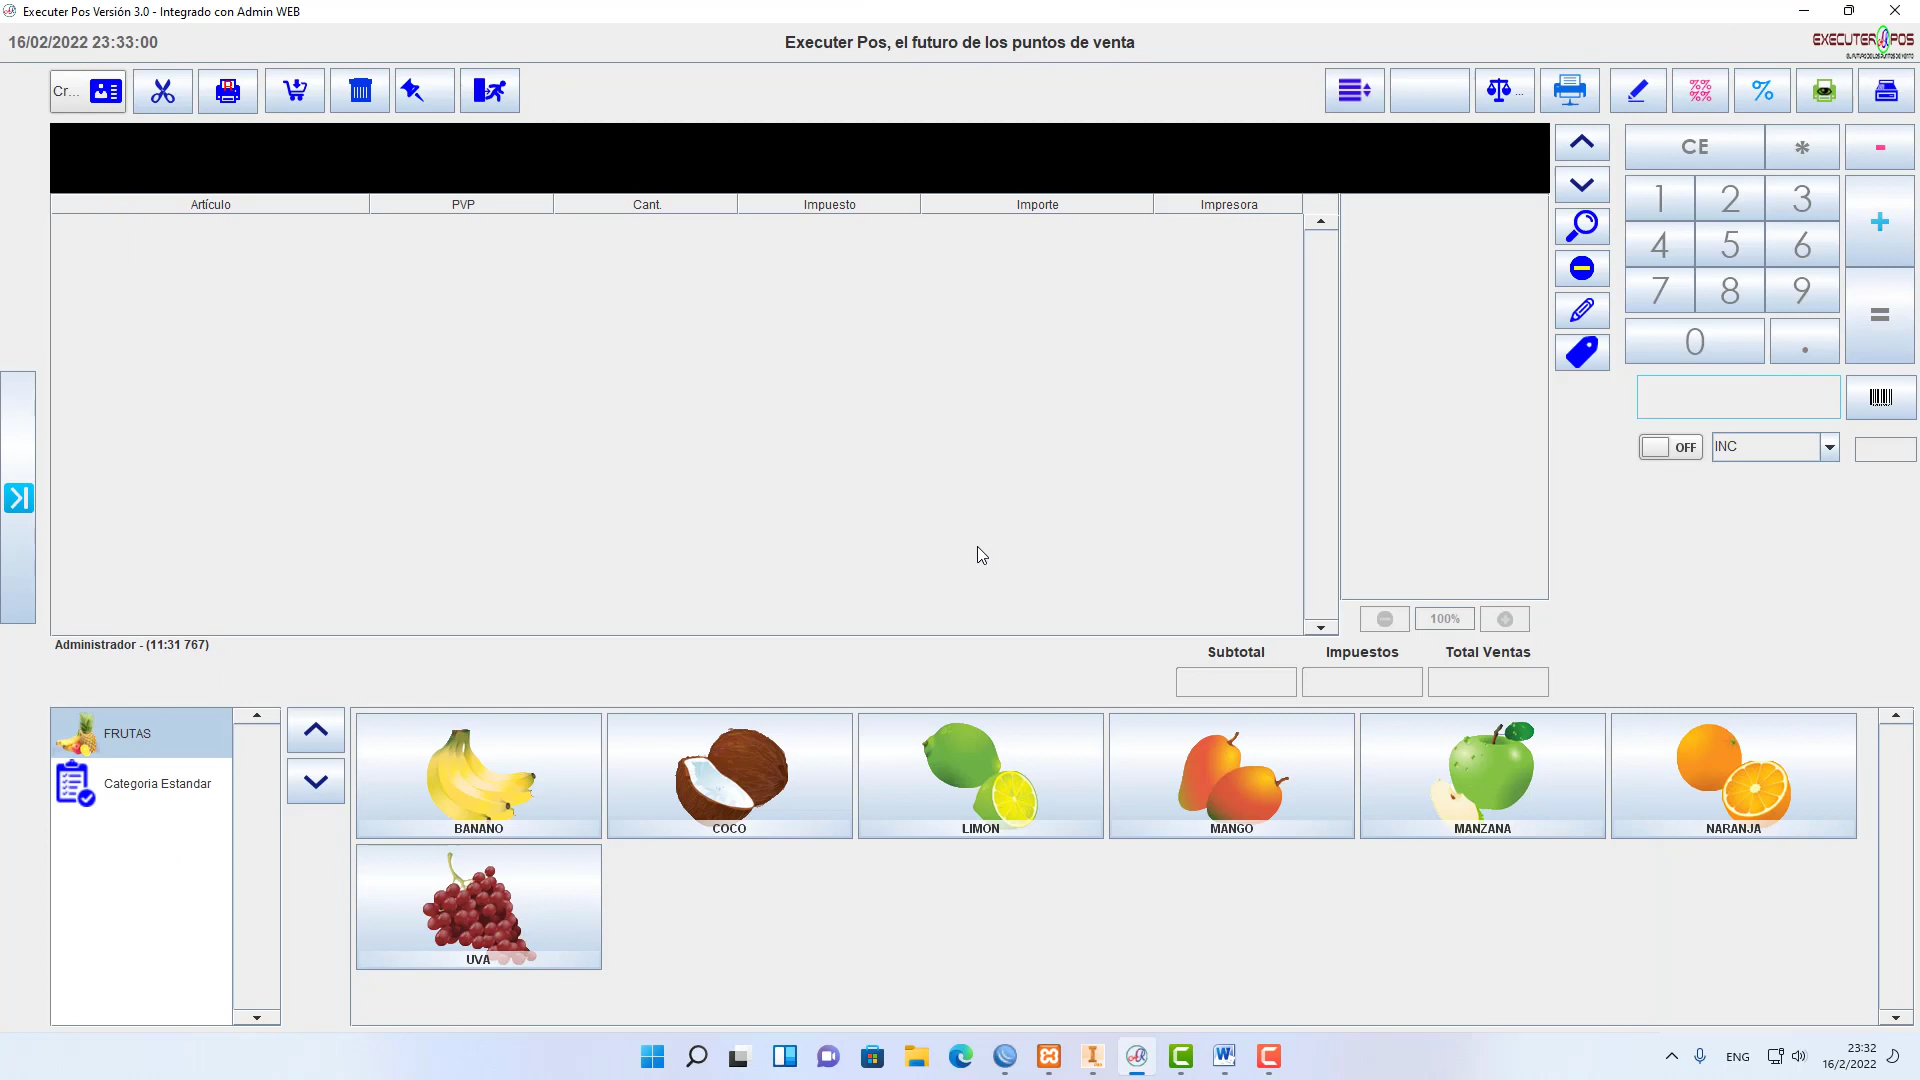 Executer Pos Versión 3.0 - Integrado con Admin WEB
16/02/2022 23:33:00
Executer Pos, el futuro de los puntos de venta
EXECUTER POS
Cr...
...
CE * -
1 2 3 +
4 5 6
7 8 9 =
0 .
Artículo PVP Cant. Impuesto Importe Impresora
OFF INC
100%
Administrador - (11:31 767)
Subtotal Impuestos Total Ventas
FRUTAS
Categoria Estandar
BANANO COCO LIMON MANGO MANZANA NARANJA
UVA
ENG
23:32
16/2/2022